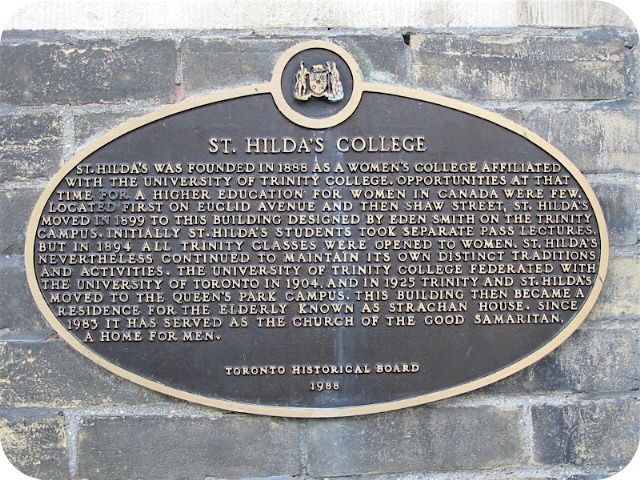 ST. HILDA'S COLLEGE
ST. HILDA'S WAS FOUNDED IN 1888 AS A WOMEN'S COLLEGE AFFILIATED
WITH THE UNIVERSITY OF TRINITY COLLEGE. OPPORTUNITIES AT THAT
TIME FOR A HIGHER EDUCATION FOR WOMEN IN CANADA WERE FEW.
LOCATED FIRST ON EUCLID AVENUE AND THEN SHAW STREET, ST. HILDA'S
MOVED IN 1899 TO THIS BUILDING DESIGNED BY EDEN SMITH ON THE TRINITY
CAMPUS. INITIALLY ST. HILDA'S STUDENTS TOOK SEPARATE PASS LECTURES,
BUT IN 1894 ALL TRINITY CLASSES WERE OPENED TO WOMEN. ST. HILDA'S
NEVERTHELESS CONTINUED TO MAINTAIN ITS OWN DISTINCT TRADITIONS
AND ACTIVITIES. THE UNIVERSITY OF TRINITY COLLEGE FEDERATED WITH
THE UNIVERSITY OF TORONTO IN 1904, AND IN 1925 TRINITY AND ST. HILDA'S
MOVED TO THE QUEEN'S PARK CAMPUS. THIS BUILDING THEN BECAME A
RESIDENCE FOR THE ELDERLY KNOWN AS STRACHAN HOUSE. SINCE
1983 IT HAS SERVED AS THE CHURCH OF THE GOOD SAMARITAN,
A HOME FOR MEN.
TORONTO HISTORICAL BOARD
1988